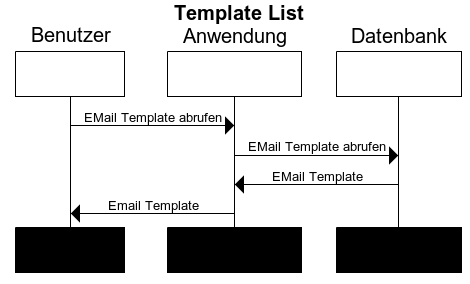 Template List
Benutzer Anwendung Datenbank
EMail Template abrufen
EMail Template abrufen
EMail Template
Email Template